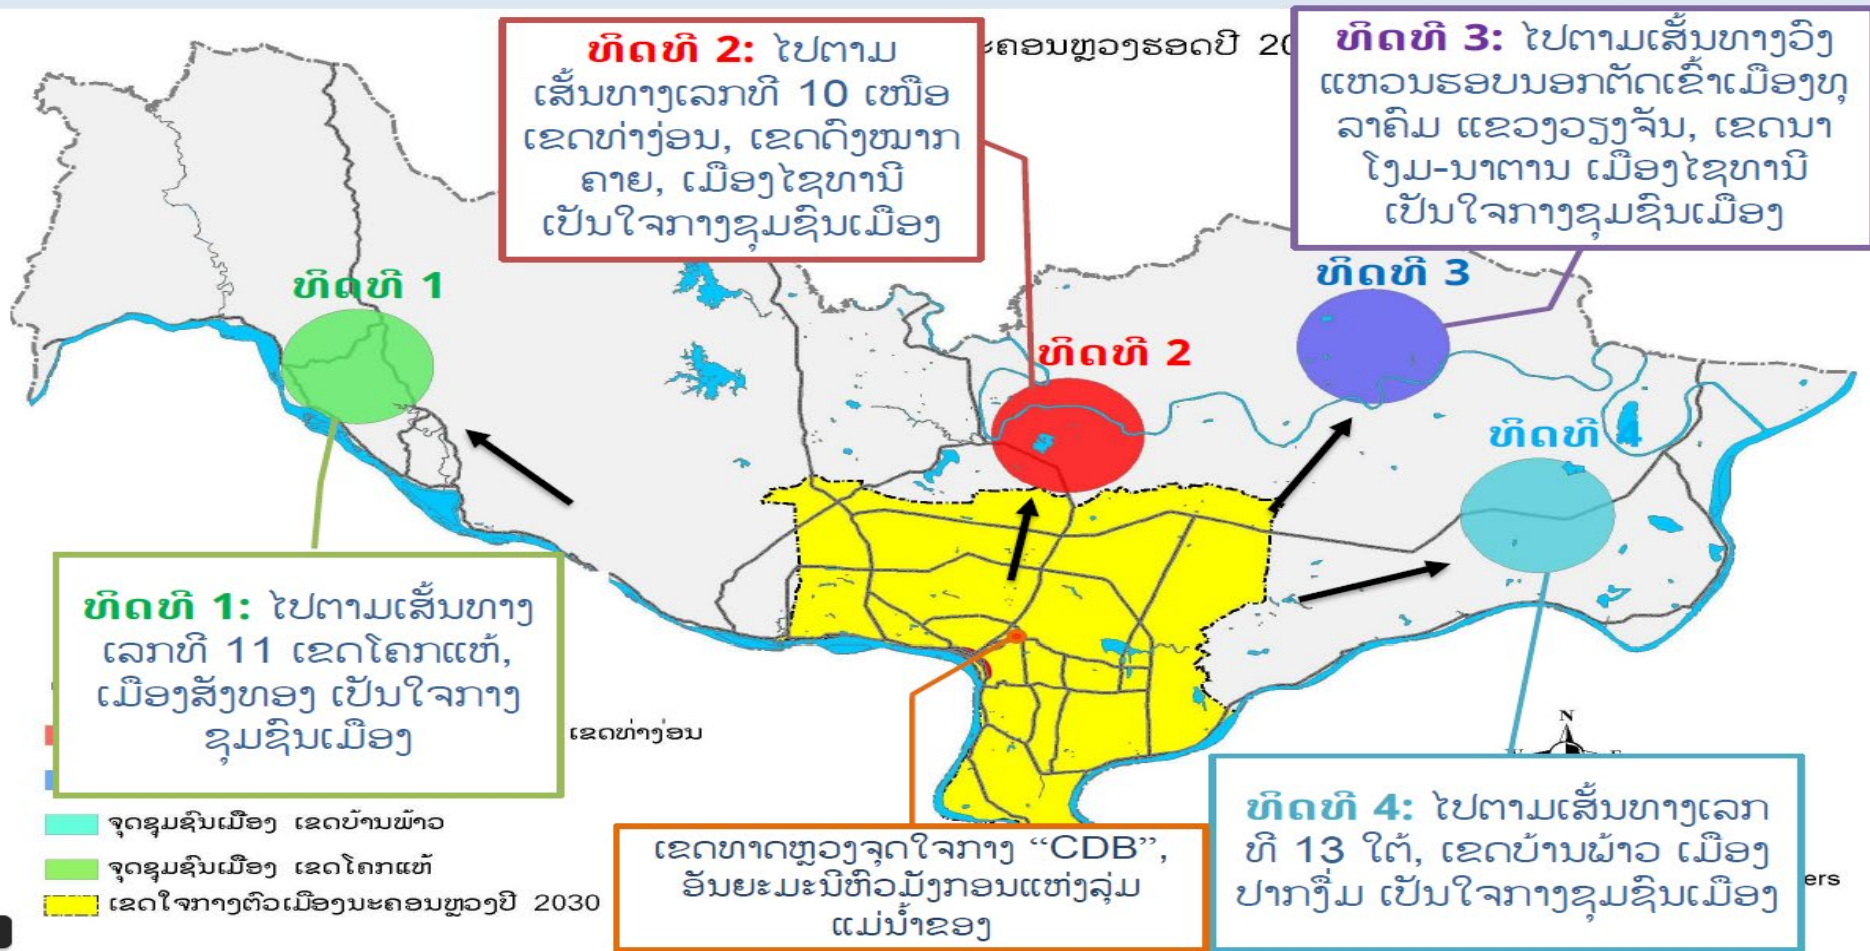 ະຄອນຫຼວງຮອດປີ 20
ທິດທີ 2: ໄປຕາມ
ເສັ້ນທາງເລກທີ 10 ເໜືອ
ເຂດທ່າງ່ອນ, ເຂດດົງໝາກ
ຄາຍ, ເມືອງໄຊທານີ
ເປັນໃຈກາງຊຸມຊົນເມືອງ
ທິດທີ 3: ໄປຕາມເສັ້ນທາງວົງ
ແຫວນຮອບນອກຕັດເຂົ້າເມືອງທຸ
ລາຄົມ ແຂວງວຽງຈັນ, ເຂດນາ
ໂງມ-ນາຕານ ເມືອງໄຊທານີ
ເປັນໃຈກາງຊຸມຊົນເມືອງ
ທິດທີ 1
ທິດທີ 2
ທິດທີ 3
ທິດທີ 4
ທິດທີ 1: ໄປຕາມເສັ້ນທາງ
ເລກທີ 11 ເຂດໂຄກແຫ້,
ເມືອງສັງທອງ ເປັນໃຈກາງ
ຊຸມຊົນເມືອງ
ເຂດທ່າງ່ອນ
ຈຸດຊຸມຊົນເມືອງ ເຂດບ້ານພ້າວ
ຈຸດຊຸມຊົນເມືອງ ເຂດໂຄກແຫ້
ເຂດໃຈກາງຕົວເມືອງນະຄອນຫຼວງປີ 2030
ເຂດທາດຫຼວງຈຸດໃຈກາງ “CDB”,
ອັນຍະມະນີຫົວມັງກອນແຫ່ງລຸ່ມ
ແມ່ນ້ຳຂອງ
N
ທິດທີ 4: ໄປຕາມເສັ້ນທາງເລກ
ທີ 13 ໃຕ້, ເຂດບ້ານພ້າວ ເມືອງ
ປາກງື່ມ ເປັນໃຈກາງຊຸມຊົນເມືອງ
ers